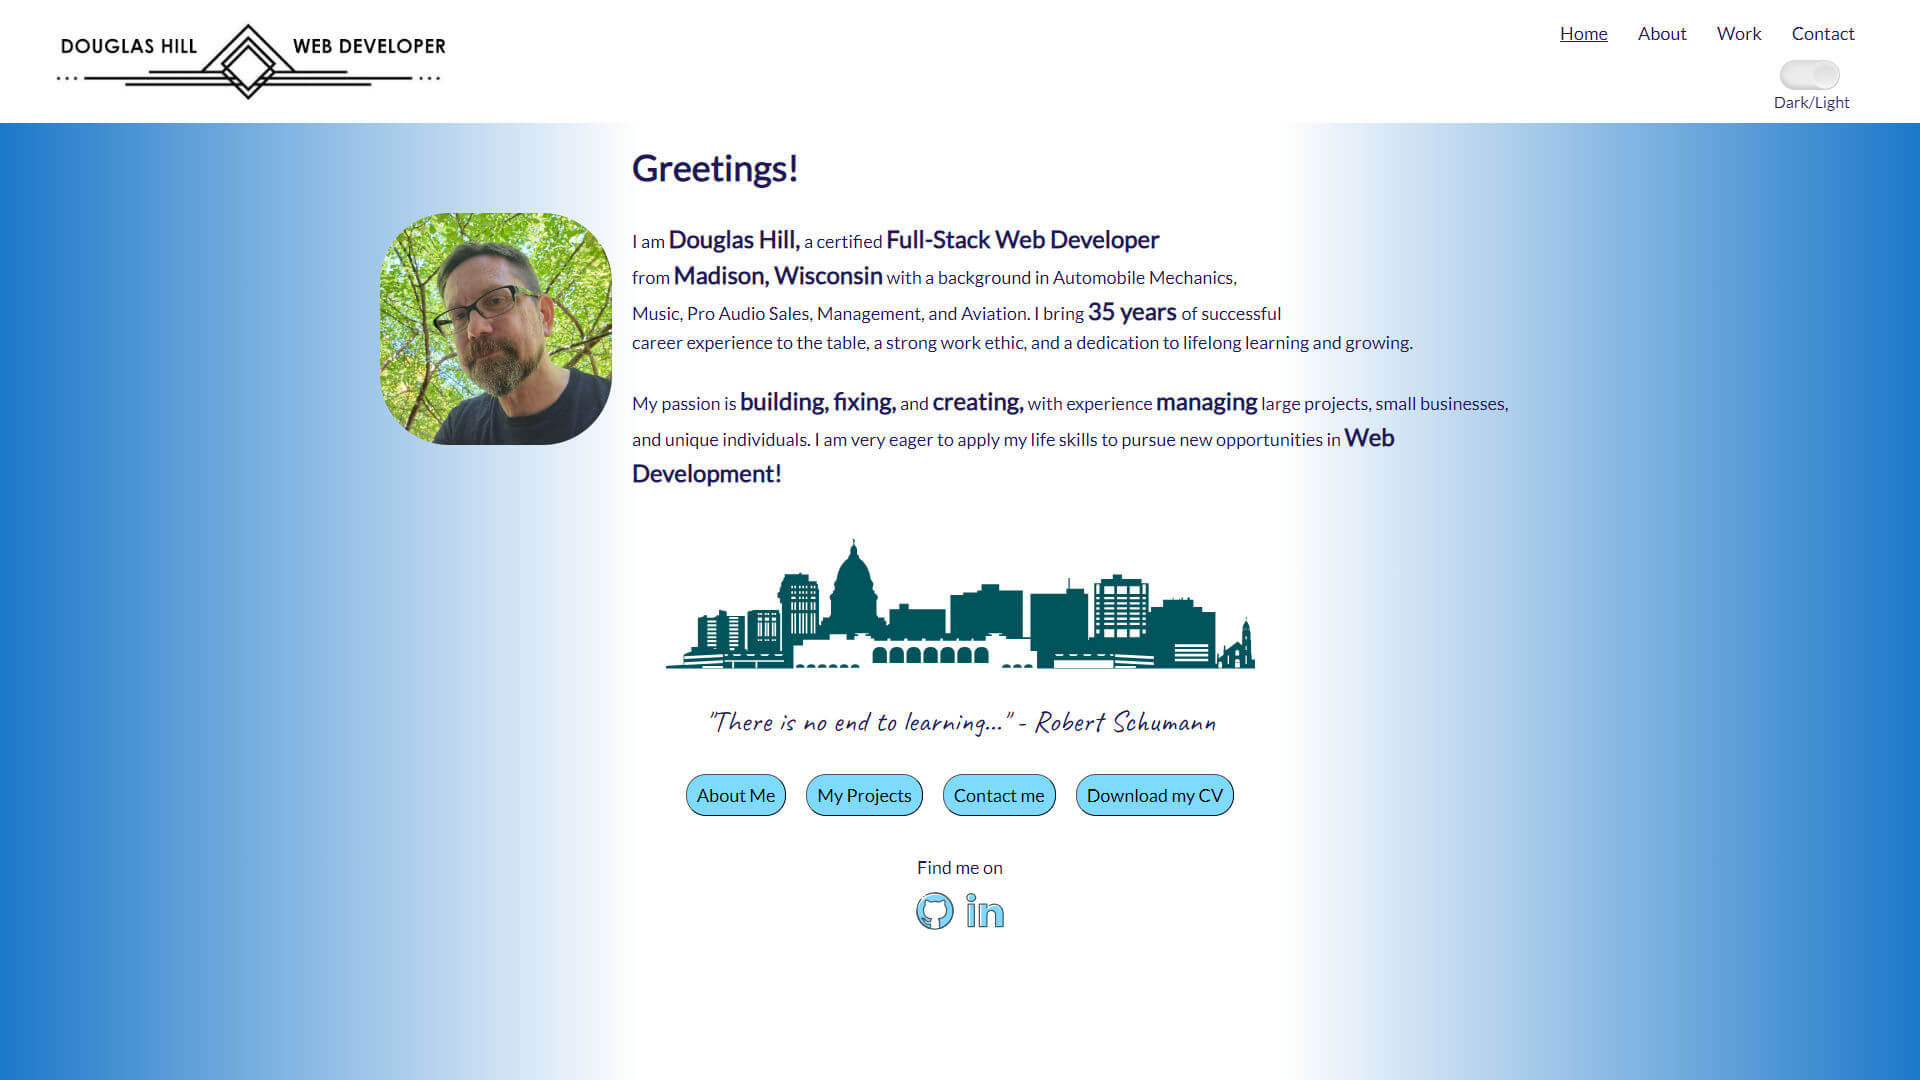 DOUGLAS HILL WEB DEVELOPER
Home About Work Contact
Dark/Light
Greetings!
I am Douglas Hill, a certified Full-Stack Web Developer
from Madison, Wisconsin with a background in Automobile Mechanics,
Music, Pro Audio Sales, Management, and Aviation. I bring 35 years of successful
career experience to the table, a strong work ethic, and a dedication to lifelong learning and growing.
My passion is building, fixing, and creating, with experience managing large projects, small businesses,
and unique individuals. I am very eager to apply my life skills to pursue new opportunities in Web
Development!
"There is no end to learning..." - Robert Schumann
About Me My Projects Contact me Download my CV
Find me on
in